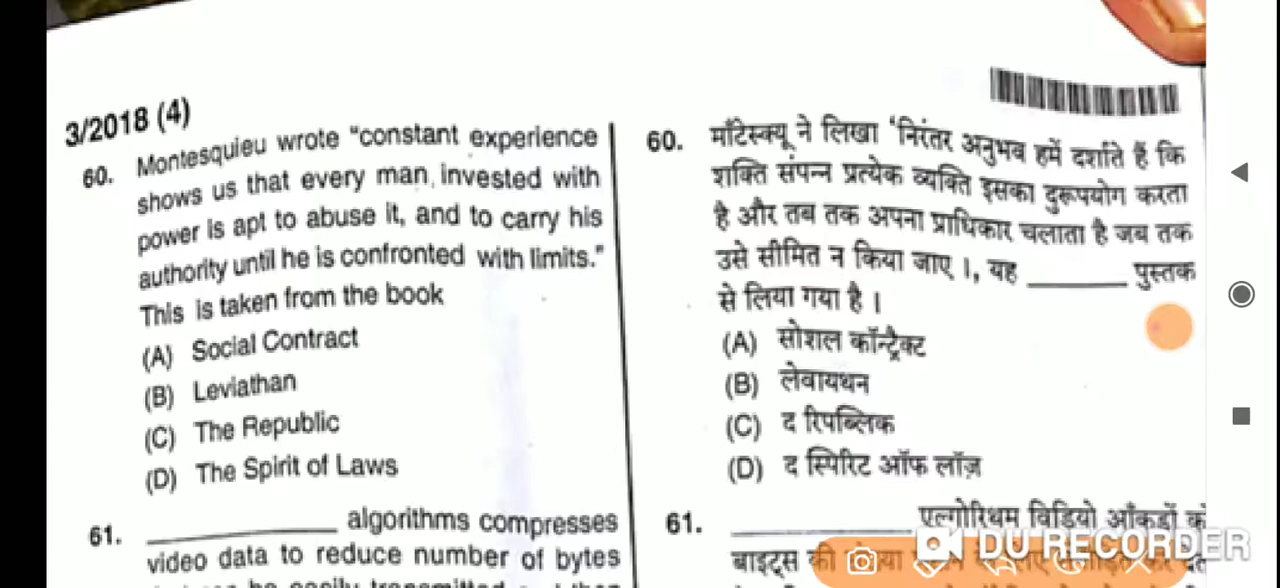 3/2018 (4)
60. Montesquieu wrote "constant experience
shows us that every man, invested with
power is apt to abuse it, and to carry his
authority until he is confronted with limits."
This is taken from the book
(A) Social Contract
(B) Leviathan
(C) The Republic
(D) The Spirit of Laws
61. ____________ algorithms compresses
video data to reduce number of bytes
60. मॉंटेस्क्यू ने लिखा 'निरंतर अनुभव हमें दर्शाते हैं कि
शक्ति संपन्न प्रत्येक व्यक्ति इसका दुरूपयोग करता
है और तब तक अपना प्राधिकार चलाता है जब तक
उसे सीमित न किया जाए ।, यह ________ पुस्तक
से लिया गया है ।
(A) सोशल कॉन्ट्रैक्ट
(B) लेवायथन
(C) द रिपब्लिक
(D) द स्पिरिट ऑफ लॉज़
61. ____________ एल्गोरिथम विडियो आँकड़ों
बाइट्स की
DU RECORDER